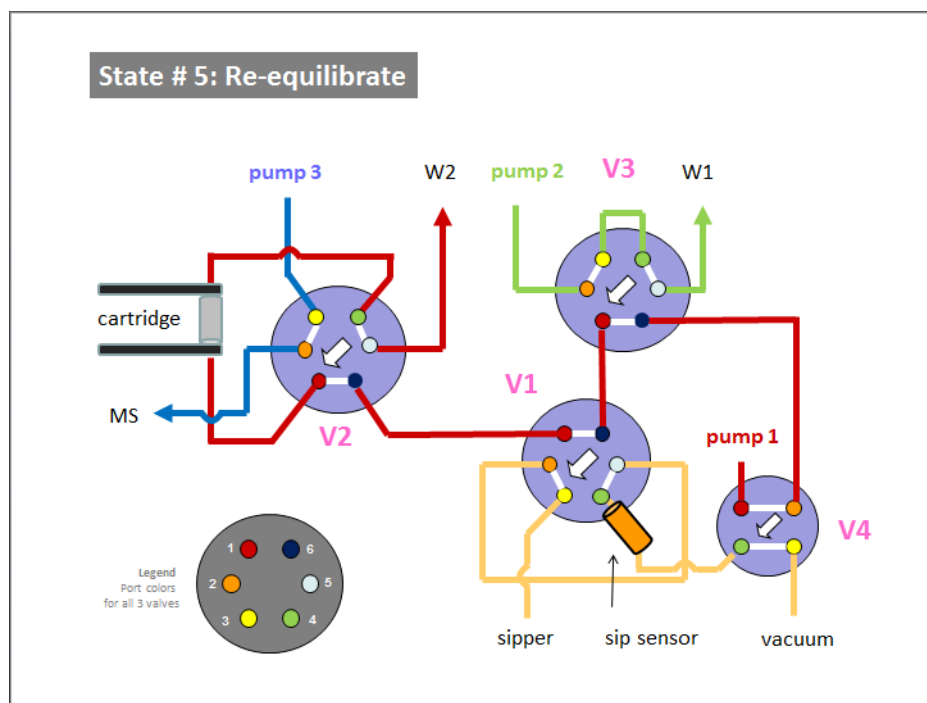 State # 5: Re-equilibrate
pump 3
W2
pump 2
V3
W1
cartridge
MS
V2
V1
pump 1
V4
1
6
2
5
3
4
Legend
Port colors
for all 3 valves
sipper
sip sensor
vacuum